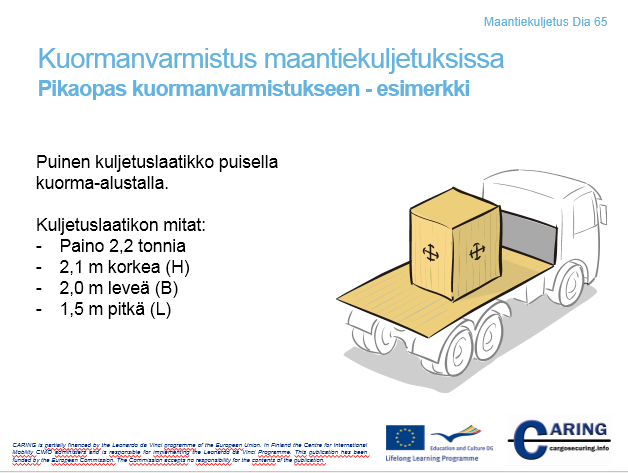 Maantiekuljetus Dia 65
Kuormanvarmistus maantiekuljetuksissa
Pikaopas kuormanvarmistukseen - esimerkki
Puinen kuljetuslaatikko puisella
kuorma-alustalla.
Kuljetuslaatikon mitat:
- Paino 2,2 tonnia
- 2,1 m korkea (H)
- 2,0 m leveä (B)
- 1,5 m pitkä (L)
CARING is partially financed by the Leonardo da Vinci programme of the European Union. In Finland the Centre for International
Mobility CIMO administers and is responsible for implementing the Leonardo da Vinci Programme. This publication has been
funded by the European Commission. The Commission accepts no responsibility for the contents of the publication.
Education and Culture DG
Lifelong Learning Programme
CARING
cargosecuring.info